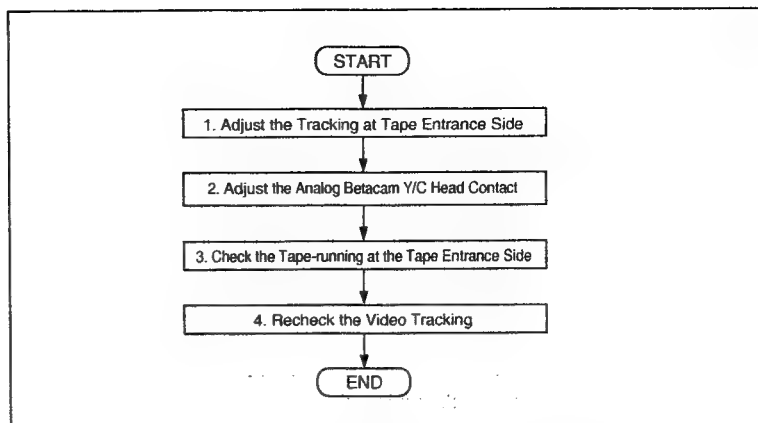 START
1. Adjust the Tracking at Tape Entrance Side
2. Adjust the Analog Betacam Y/C Head Contact
3. Check the Tape-running at the Tape Entrance Side
4. Recheck the Video Tracking
END